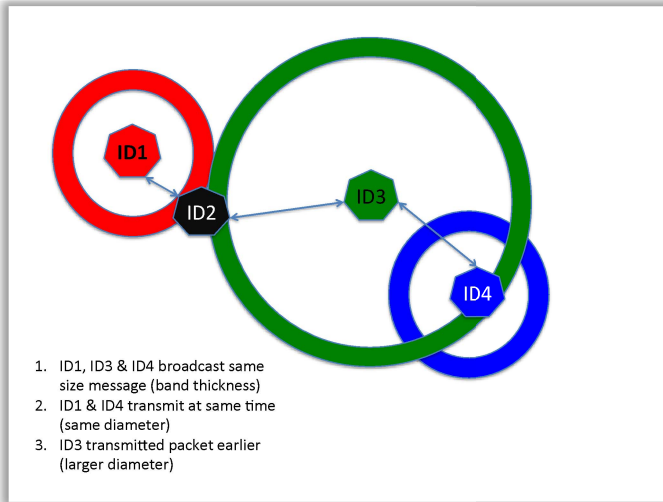 ID1
ID2
ID3
ID4
1. ID1, ID3 & ID4 broadcast same
size message (band thickness)
2. ID1 & ID4 transmit at same time
(same diameter)
3. ID3 transmitted packet earlier
(larger diameter)